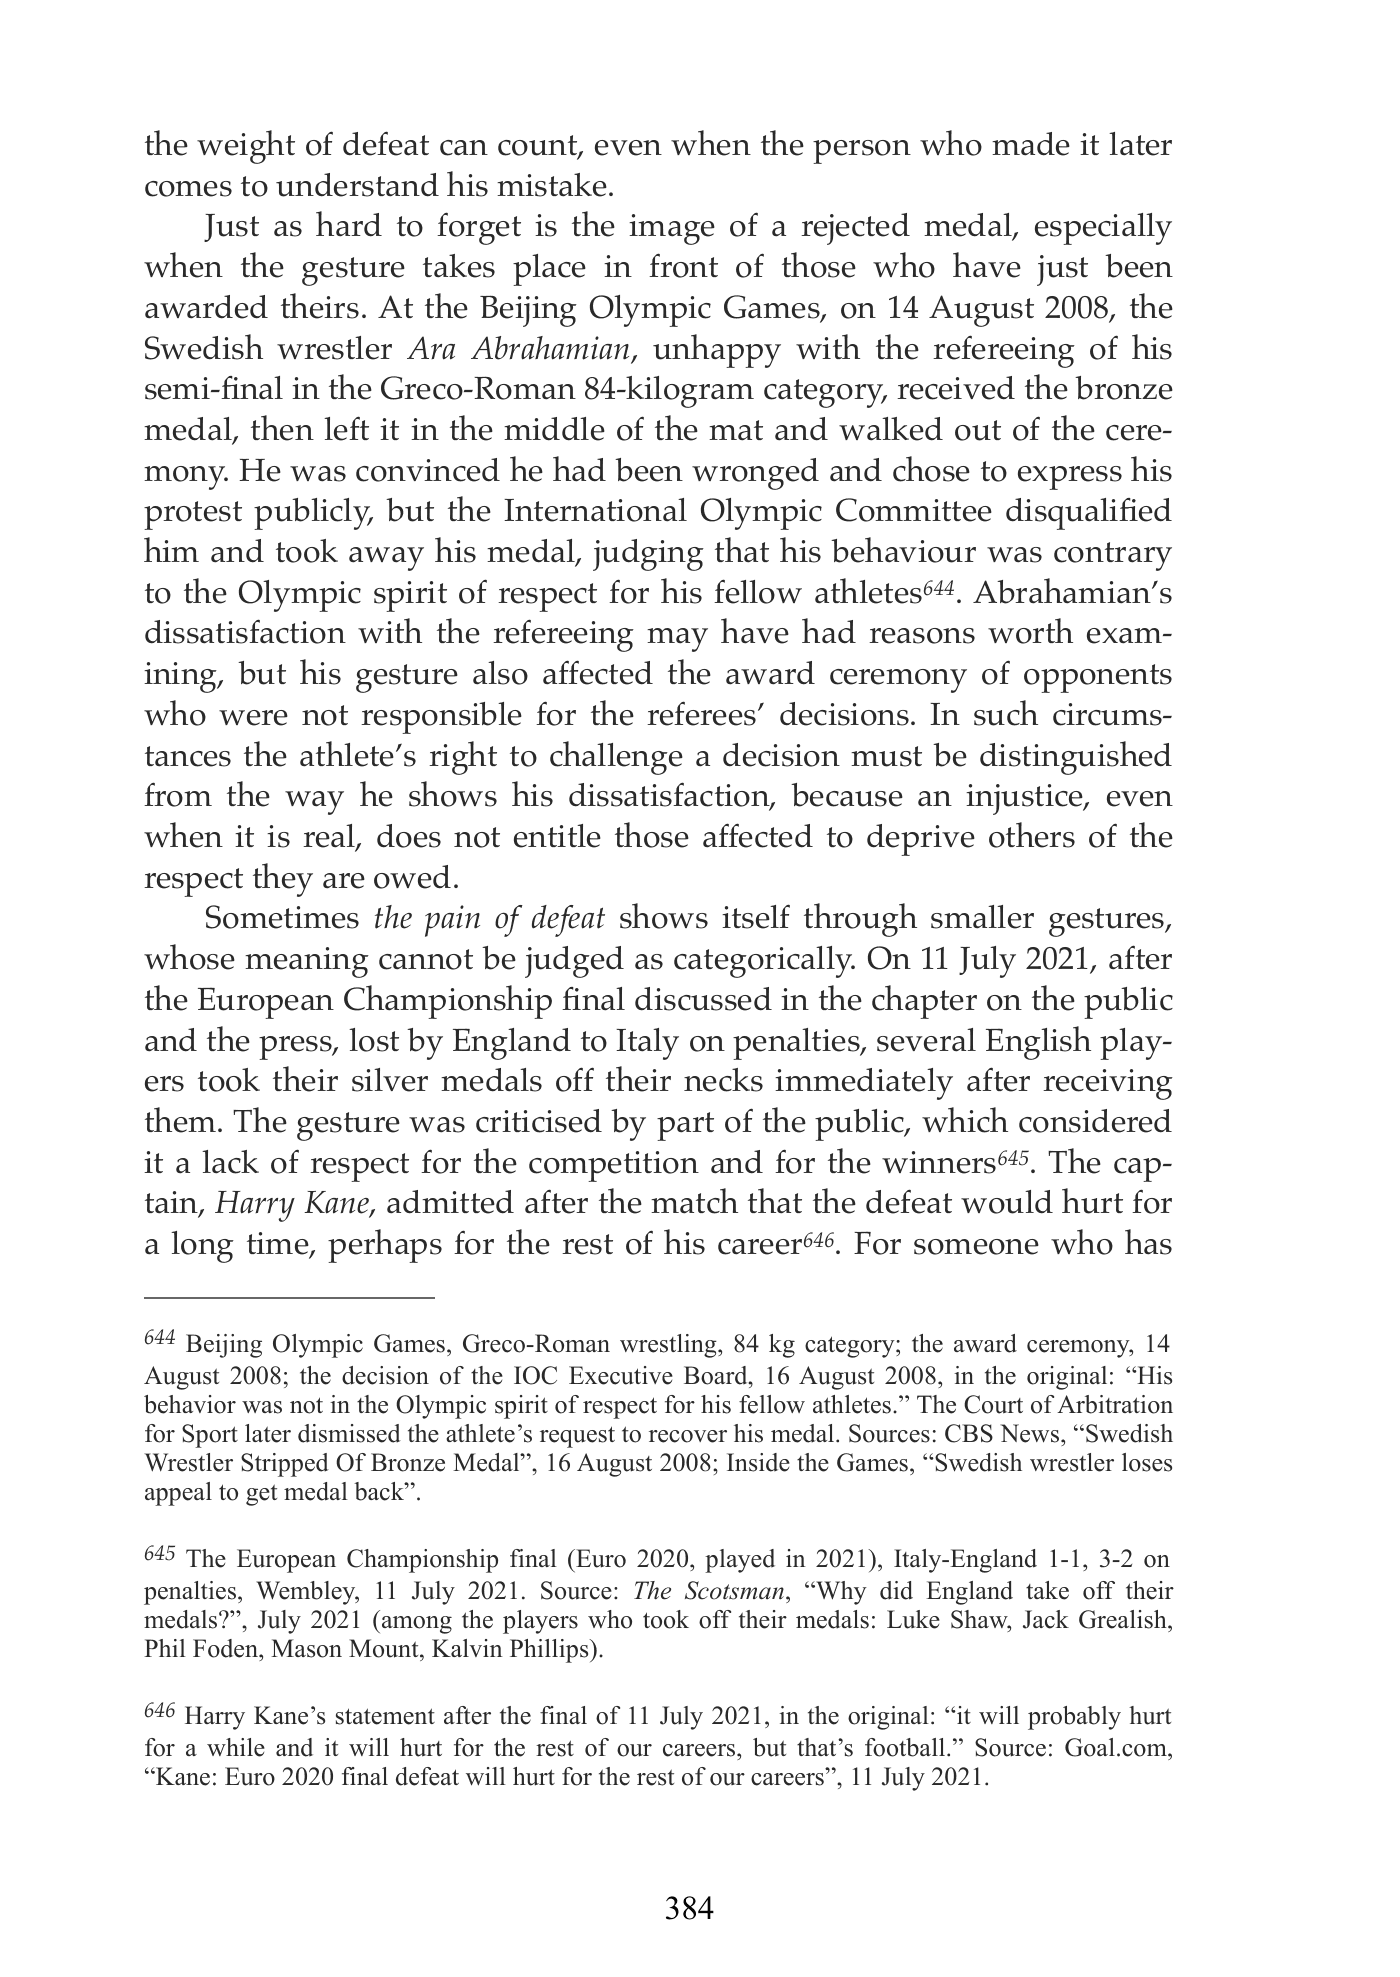 the weight of defeat can count, even when the person who made it later
comes to understand his mistake.
Just as hard to forget is the image of a rejected medal, especially
when the gesture takes place in front of those who have just been
awarded theirs. At the Beijing Olympic Games, on 14 August 2008, the
Swedish wrestler Ara Abrahamian, unhappy with the refereeing of his
semi-final in the Greco-Roman 84-kilogram category, received the bronze
medal, then left it in the middle of the mat and walked out of the cere-
mony. He was convinced he had been wronged and chose to express his
protest publicly, but the International Olympic Committee disqualified
him and took away his medal, judging that his behaviour was contrary
to the Olympic spirit of respect for his fellow athletes644. Abrahamian’s
dissatisfaction with the refereeing may have had reasons worth exam-
ining, but his gesture also affected the award ceremony of opponents
who were not responsible for the referees’ decisions. In such circums-
tances the athlete’s right to challenge a decision must be distinguished
from the way he shows his dissatisfaction, because an injustice, even
when it is real, does not entitle those affected to deprive others of the
respect they are owed.
Sometimes the pain of defeat shows itself through smaller gestures,
whose meaning cannot be judged as categorically. On 11 July 2021, after
the European Championship final discussed in the chapter on the public
and the press, lost by England to Italy on penalties, several English play-
ers took their silver medals off their necks immediately after receiving
them. The gesture was criticised by part of the public, which considered
it a lack of respect for the competition and for the winners645. The cap-
tain, Harry Kane, admitted after the match that the defeat would hurt for
a long time, perhaps for the rest of his career646. For someone who has
644 Beijing Olympic Games, Greco-Roman wrestling, 84 kg category; the award ceremony, 14
August 2008; the decision of the IOC Executive Board, 16 August 2008, in the original: “His
behavior was not in the Olympic spirit of respect for his fellow athletes.” The Court of Arbitration
for Sport later dismissed the athlete’s request to recover his medal. Sources: CBS News, “Swedish
Wrestler Stripped Of Bronze Medal”, 16 August 2008; Inside the Games, “Swedish wrestler loses
appeal to get medal back”.
645 The European Championship final (Euro 2020, played in 2021), Italy-England 1-1, 3-2 on
penalties, Wembley, 11 July 2021. Source: The Scotsman, “Why did England take off their
medals?”, July 2021 (among the players who took off their medals: Luke Shaw, Jack Grealish,
Phil Foden, Mason Mount, Kalvin Phillips).
646 Harry Kane’s statement after the final of 11 July 2021, in the original: “it will probably hurt
for a while and it will hurt for the rest of our careers, but that’s football.” Source: Goal.com,
“Kane: Euro 2020 final defeat will hurt for the rest of our careers”, 11 July 2021.
384